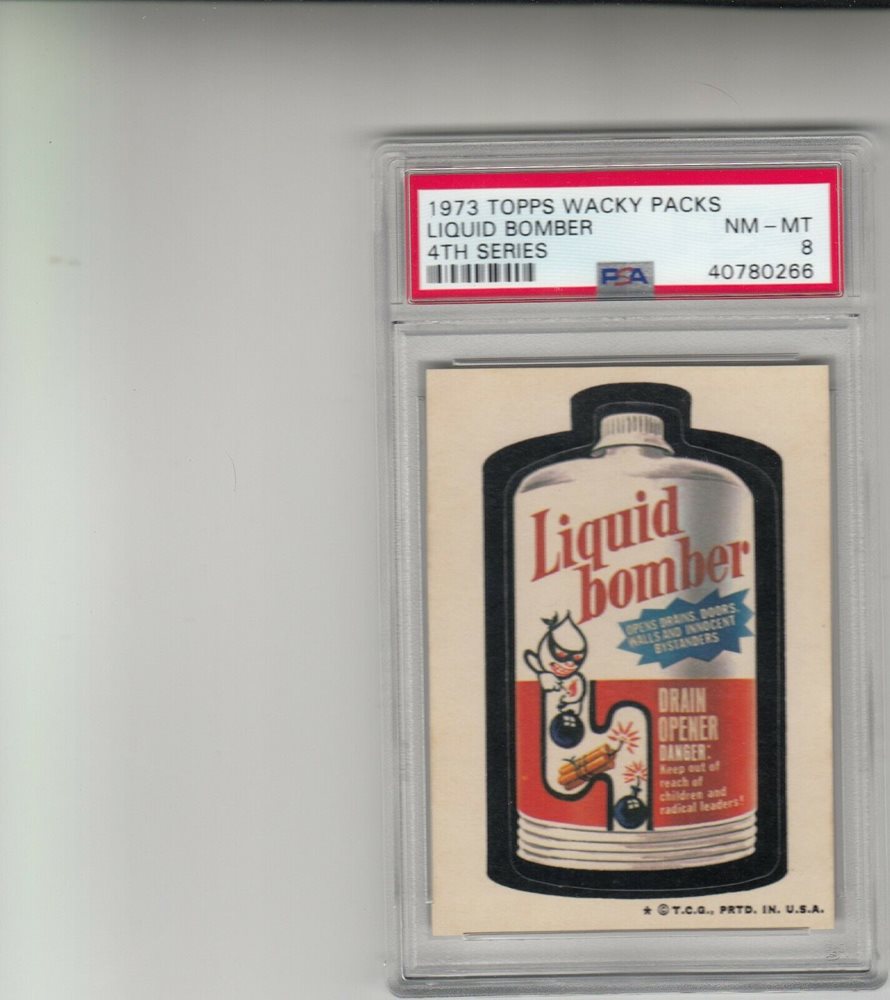 1973 TOPPS WACKY PACKS
LIQUID BOMBER NM - MT
4TH SERIES 8
PSA 40780266
Liquid
bomber
OPENS DRAINS, DOORS,
WALLS AND INNOCENT
BYSTANDERS
DRAIN
OPENER
DANGER:
Keep out of
reach of
children and
radical leaders!
* © T.C.G., PRTD. IN. U.S.A.